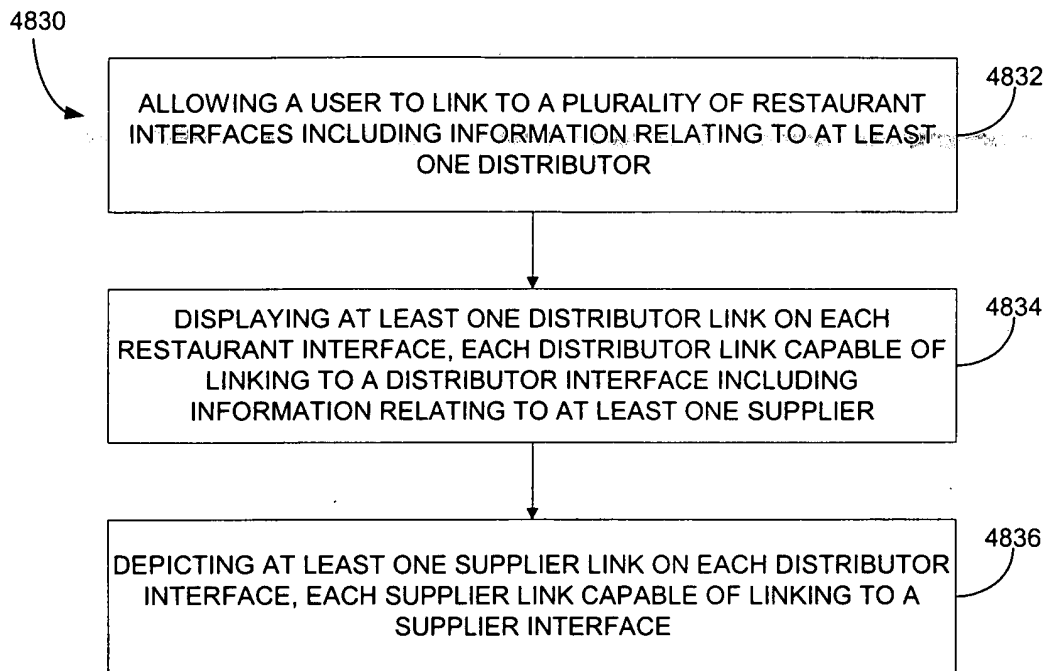 4830
4832
ALLOWING A USER TO LINK TO A PLURALITY OF RESTAURANT
INTERFACES INCLUDING INFORMATION RELATING TO AT LEAST
ONE DISTRIBUTOR
4834
DISPLAYING AT LEAST ONE DISTRIBUTOR LINK ON EACH
RESTAURANT INTERFACE, EACH DISTRIBUTOR LINK CAPABLE OF
LINKING TO A DISTRIBUTOR INTERFACE INCLUDING
INFORMATION RELATING TO AT LEAST ONE SUPPLIER
4836
DEPICTING AT LEAST ONE SUPPLIER LINK ON EACH DISTRIBUTOR
INTERFACE, EACH SUPPLIER LINK CAPABLE OF LINKING TO A
SUPPLIER INTERFACE